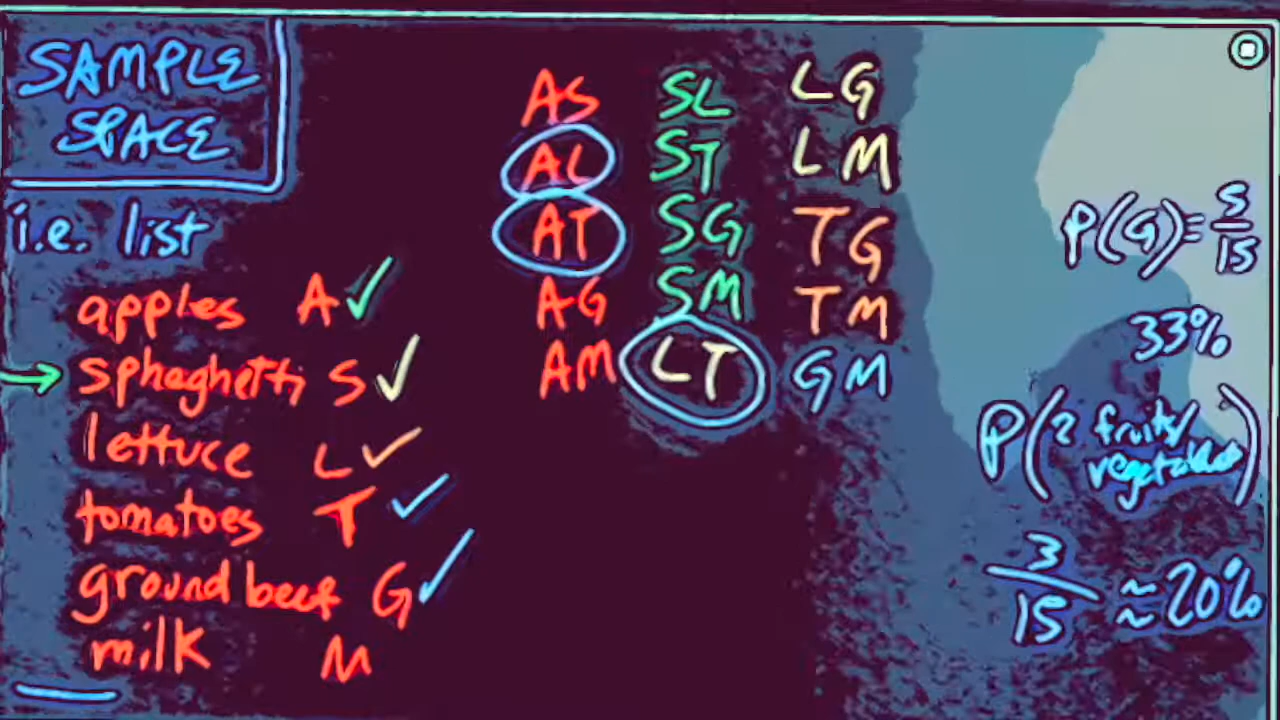 SAMPLE
SPACE
i.e. list
apples A ✓
sphaghetti S ✓
lettuce L ✓
tomatoes T ✓
ground beef G ✓
milk M
AS
AL
AT
AG
AM
SL
ST
SG
SM
LT
LG
LM
TG
TM
GM
P(G)= 5/15
33%
P(2 fruits/
vegetables)
3/15 ≈ 20%